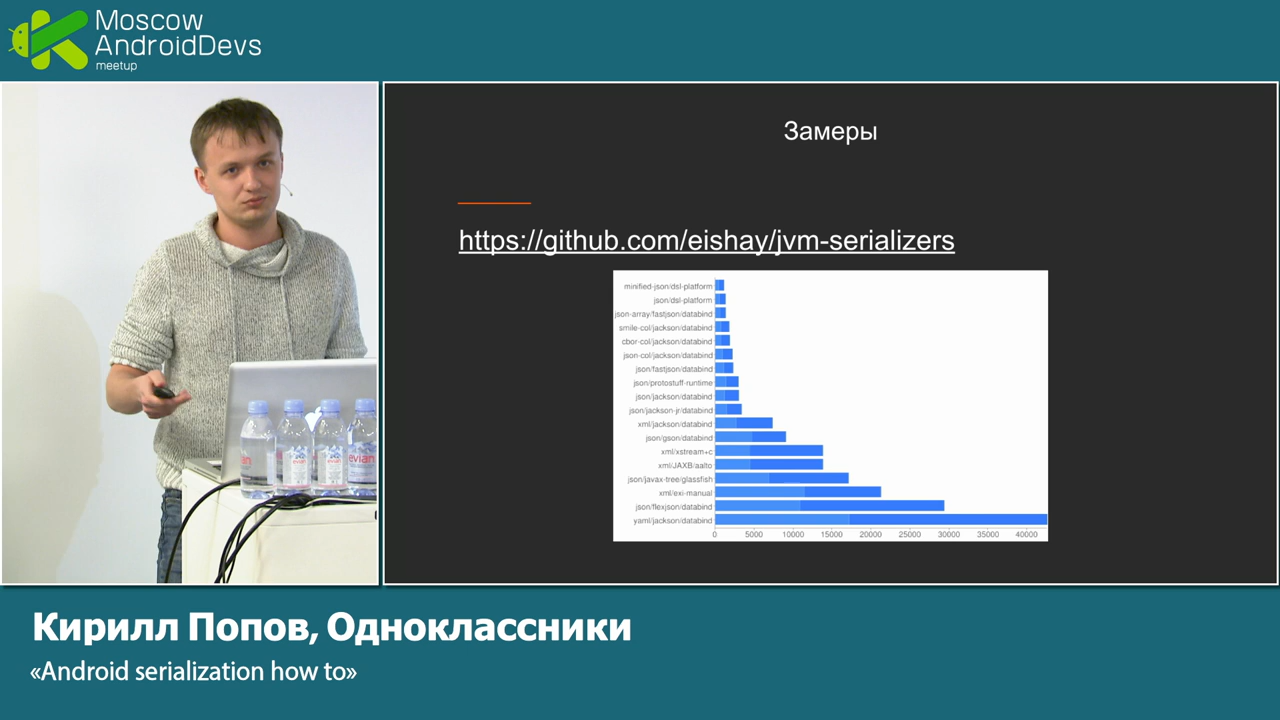 Moscow
AndroidDevs
meetup
Замеры
https://github.com/eishay/jvm-serializers
minified-json/dsl-platform
json/dsl-platform
json-array/fastjson/databind
smile-col/jackson/databind
cbor-col/jackson/databind
json-col/jackson/databind
json/fastjson/databind
json/protostuff-runtime
json/jackson/databind
json/jackson-jr/databind
xml/jackson/databind
json/gson/databind
xml/xstream+c
xml/JAXB/aalto
json/javax-tree/glassfish
xml/exi-manual
json/flexjson/databind
yaml/jackson/databind
0 5000 10000 15000 20000 25000 30000 35000 40000
evian
evian
evian
Кирилл Попов, Одноклассники
«Android serialization how to»